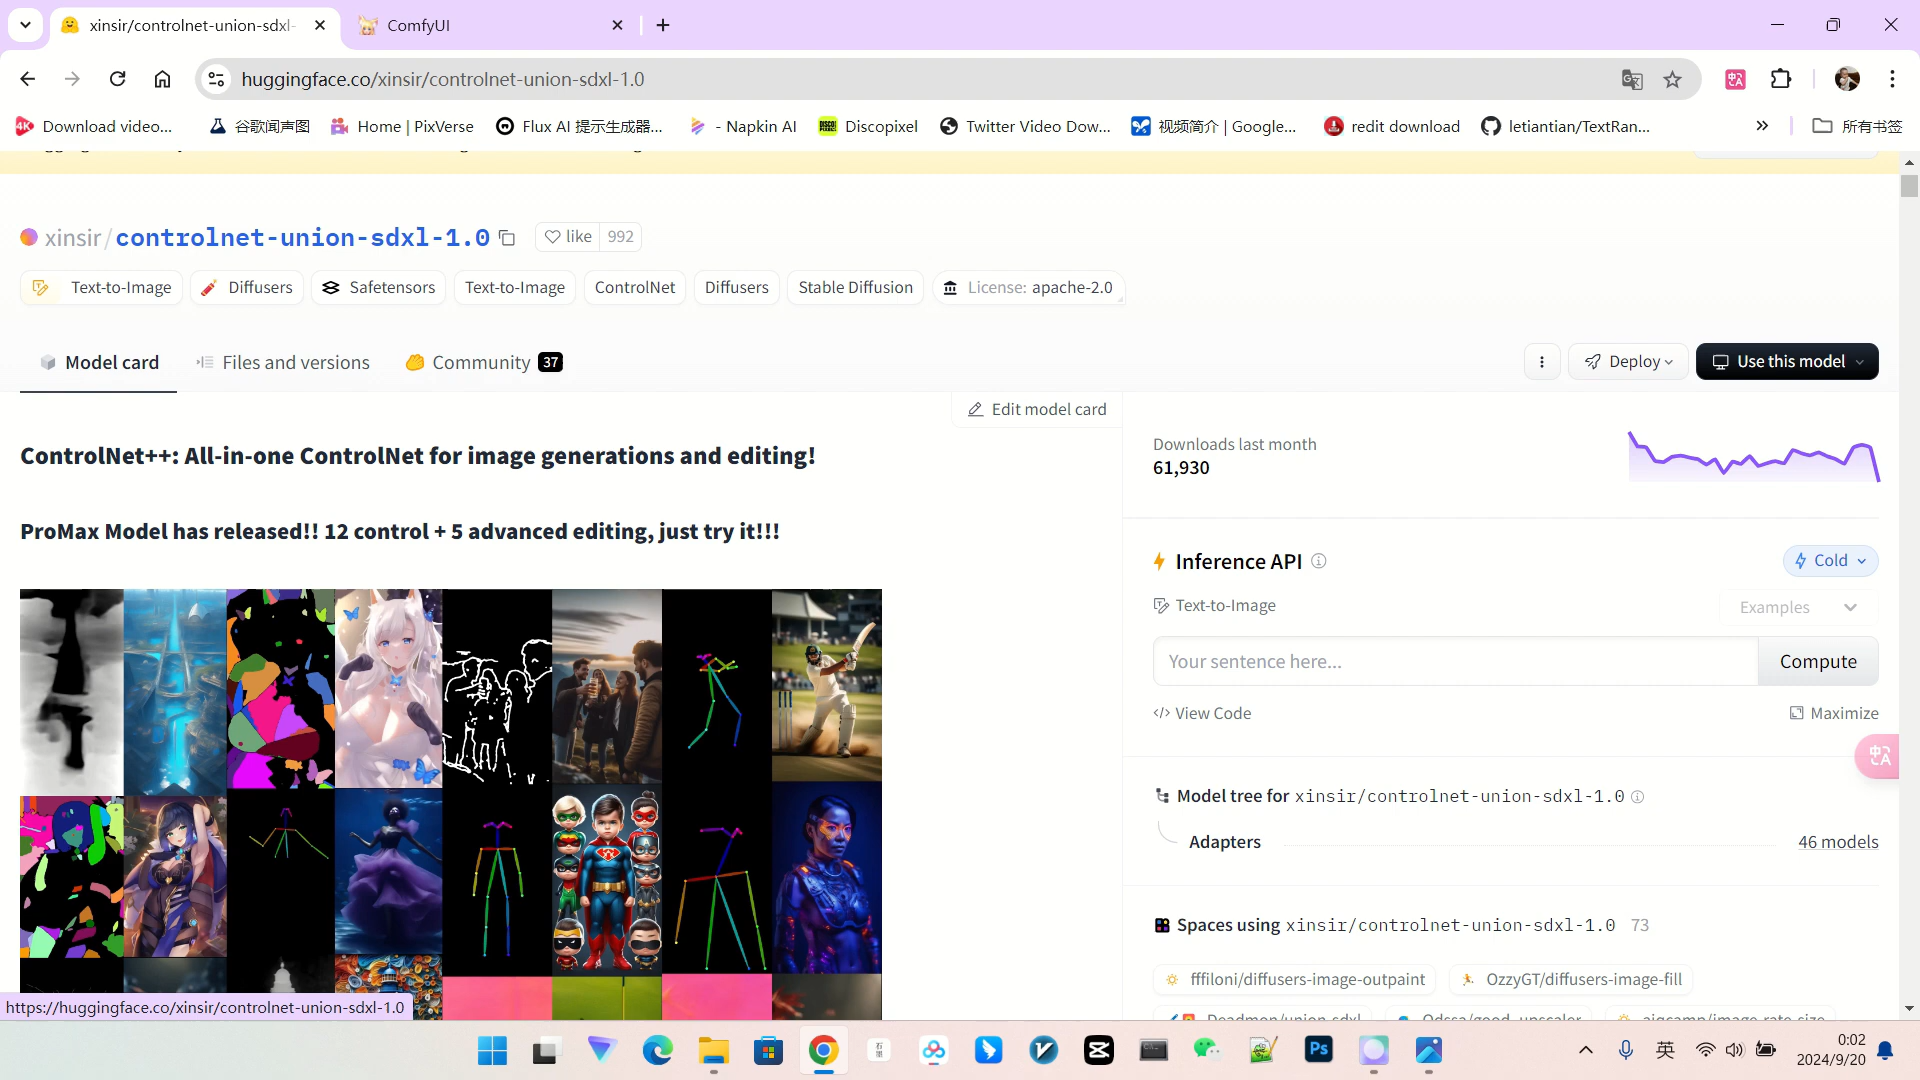 xinsir/controlnet-union-sdxl-
ComfyUI
huggingface.co/xinsir/controlnet-union-sdxl-1.0
Download video...
谷歌闻声图
Home | PixVerse
Flux AI 提示生成器...
- Napkin AI
Discopixel
Twitter Video Dow...
视频简介 | Google...
redit download
letiantian/TextRan...
所有书签
xinsir/controlnet-union-sdxl-1.0
like 992
Text-to-Image
Diffusers
Safetensors
Text-to-Image
ControlNet
Diffusers
Stable Diffusion
License: apache-2.0
Model card
Files and versions
Community 37
Deploy
Use this model
Edit model card
ControlNet++: All-in-one ControlNet for image generations and editing!
ProMax Model has released!! 12 control + 5 advanced editing, just try it!!!
Downloads last month
61,930
Inference API
Cold
Text-to-Image
Examples
Your sentence here...
Compute
View Code
Maximize
Model tree for xinsir/controlnet-union-sdxl-1.0
Adapters
46 models
Spaces using xinsir/controlnet-union-sdxl-1.0 73
fffiloni/diffusers-image-outpaint
OzzyGT/diffusers-image-fill
https://huggingface.co/xinsir/controlnet-union-sdxl-1.0
英
0:02
2024/9/20